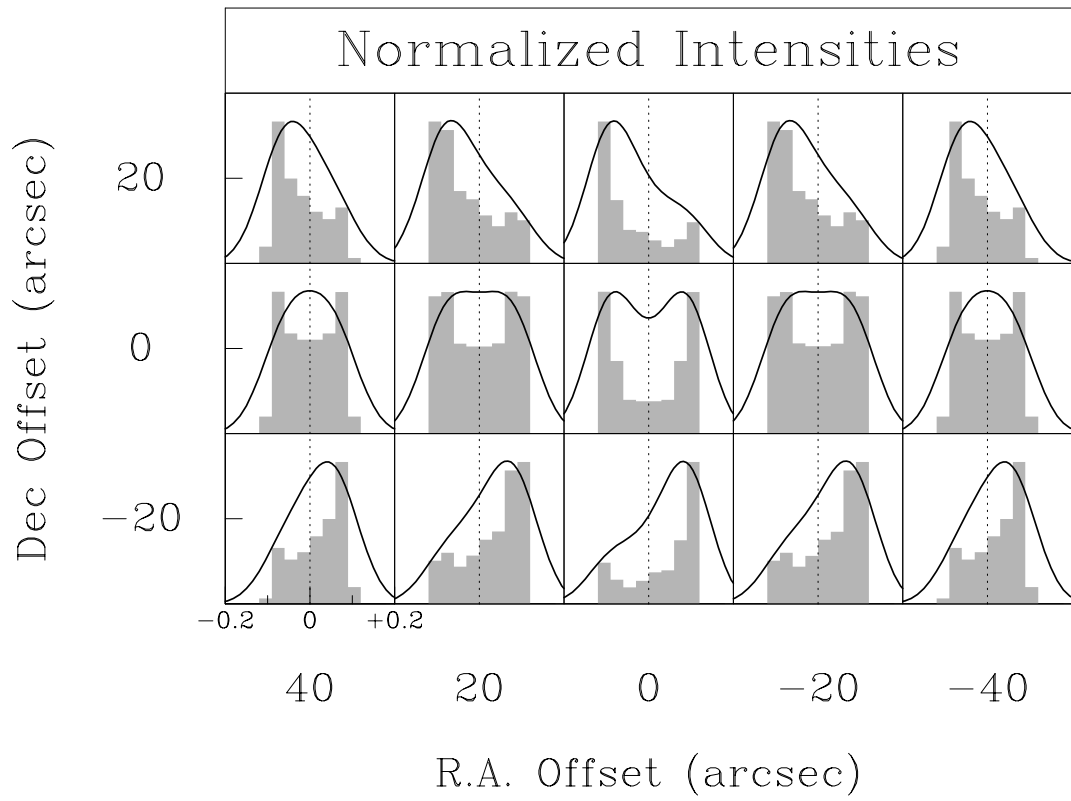 Normalized Intensities
Dec Offset (arcsec)
20
0
−20
−0.2 0 +0.2
40 20 0 −20 −40
R.A. Offset (arcsec)